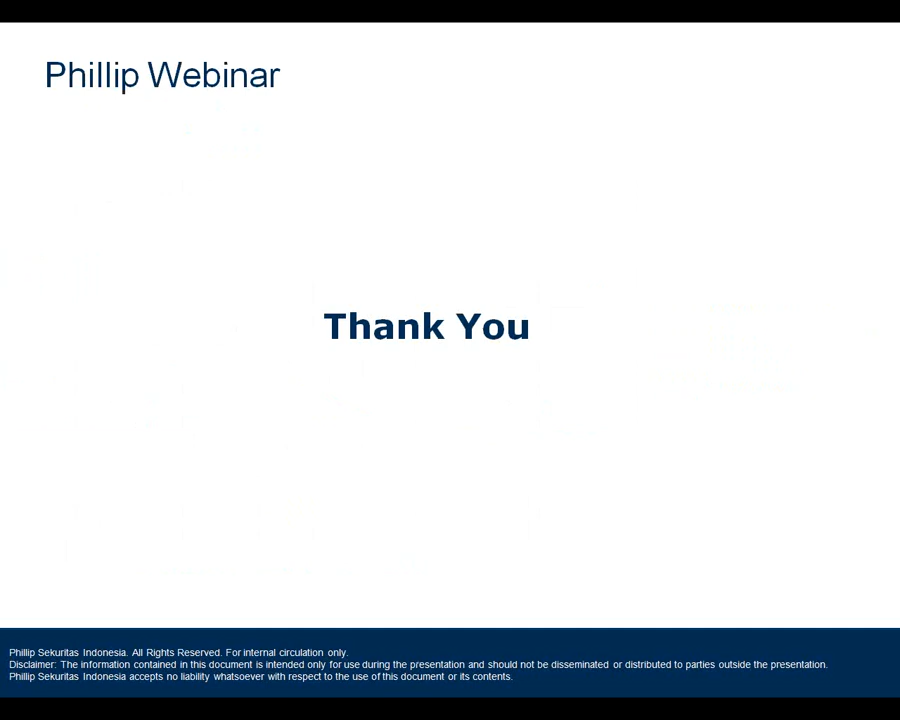 Phillip Webinar
Thank You
Phillip Sekuritas Indonesia. All Rights Reserved. For internal circulation only.
Disclaimer: The information contained in this document is intended only for use during the presentation and should not be disseminated or distributed to parties outside the presentation.
Phillip Sekuritas Indonesia accepts no liability whatsoever with respect to the use of this document or its contents.